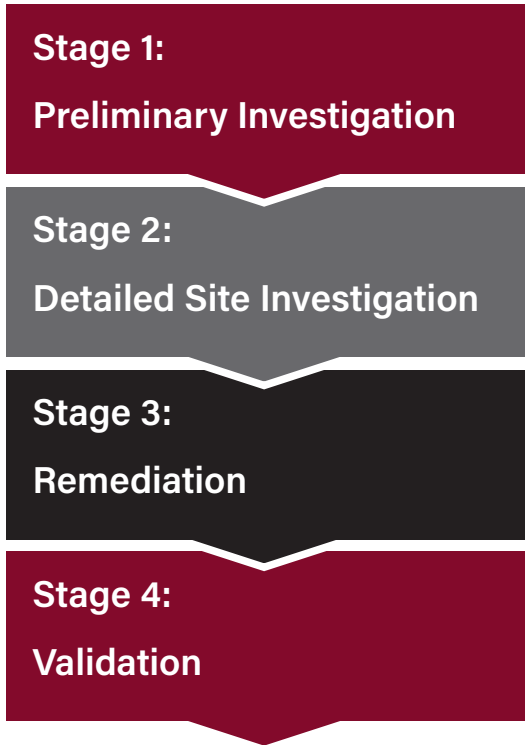 Stage 1:
Preliminary Investigation
Stage 2:
Detailed Site Investigation
Stage 3:
Remediation
Stage 4:
Validation